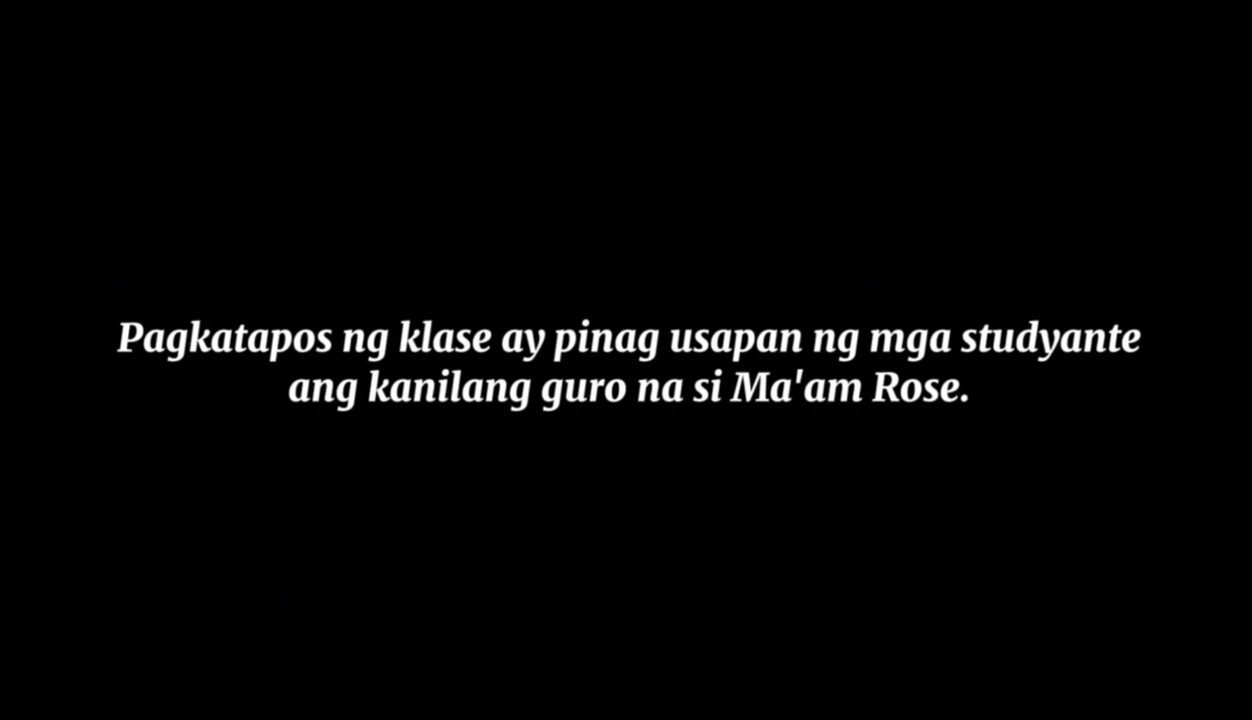 Pagkatapos ng klase ay pinag usapan ng mga studyante
ang kanilang guro na si Ma'am Rose.